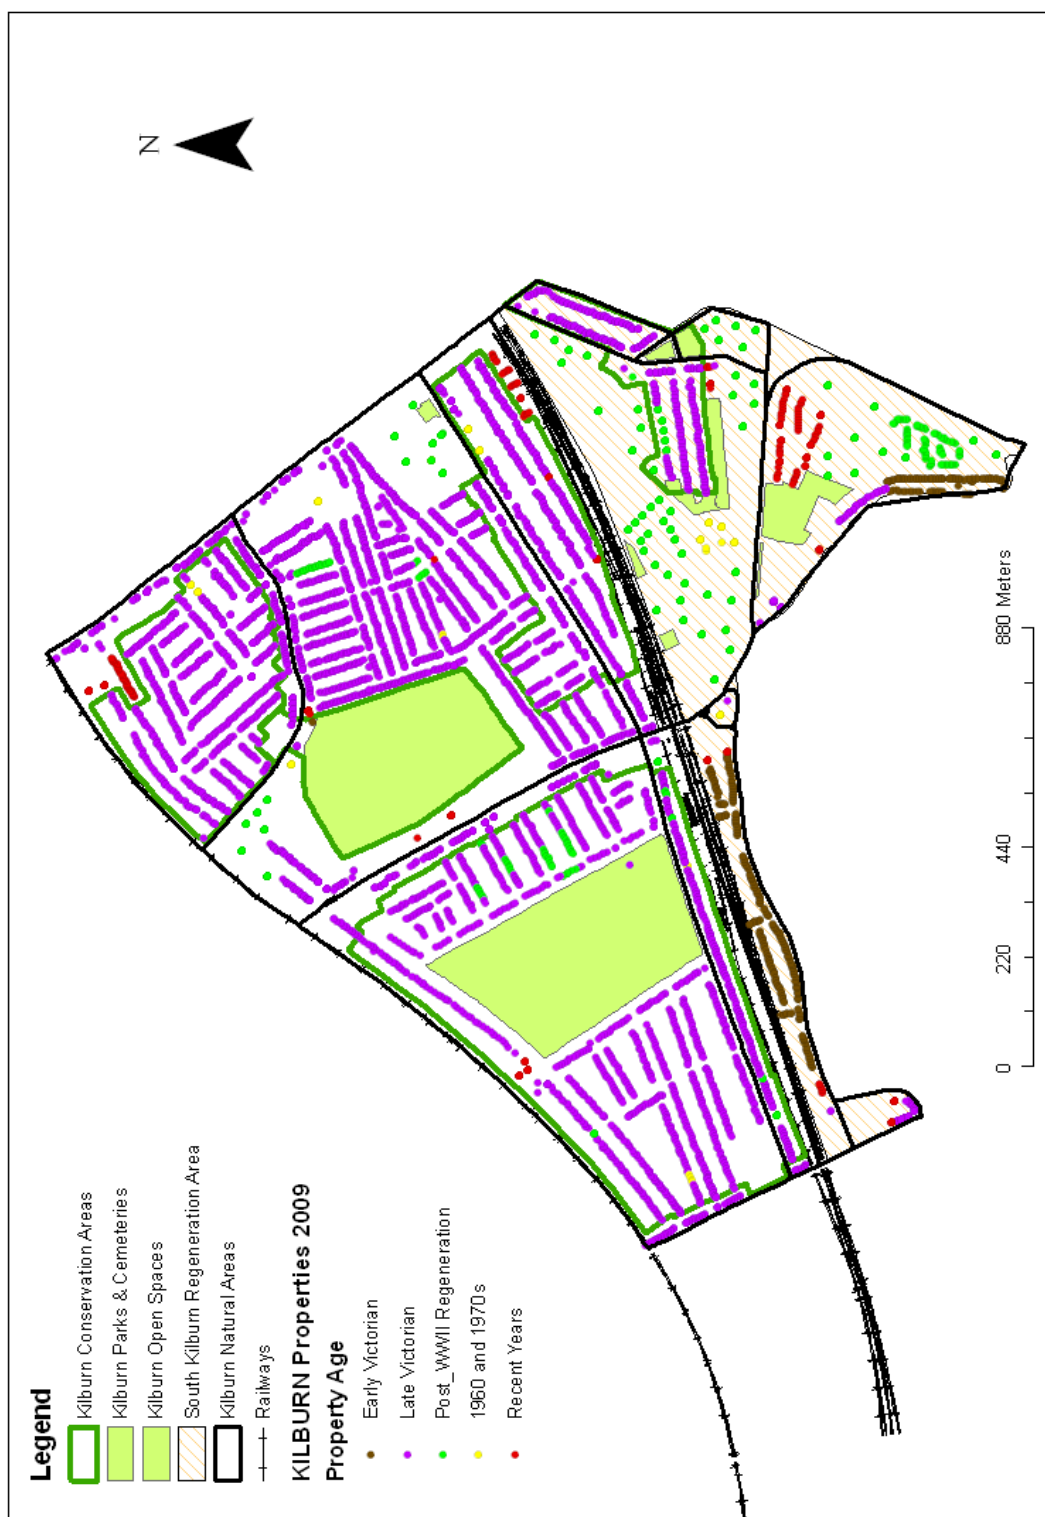 N
Legend
Kilburn Conservation Areas
Kilburn Parks & Cemeteries
Kilburn Open Spaces
South Kilburn Regeneration Area
Kilburn Natural Areas
Railways
KILBURN Properties 2009
Property Age
Early Victorian
Late Victorian
Post_WWII Regeneration
1960 and 1970s
Recent Years
0 220 440 880 Meters